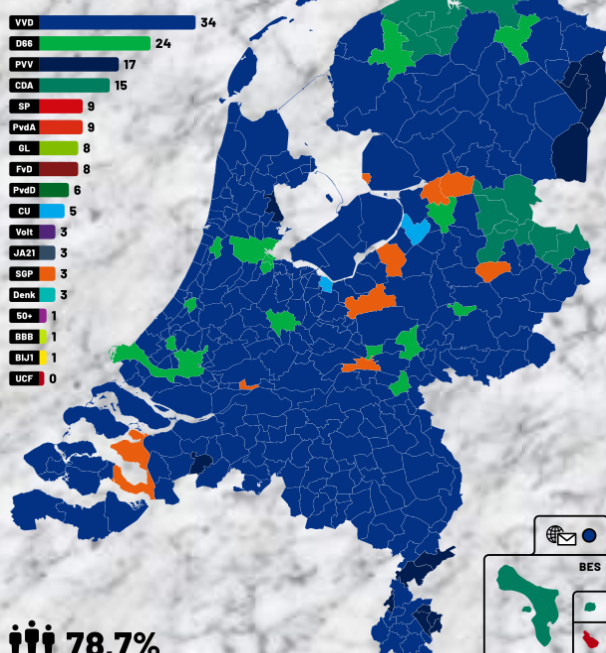 VVD 34
D66 24
PVV 17
CDA 15
SP 9
PvdA 9
GL 8
FvD 8
PvdD 6
CU 5
Volt 3
JA21 3
SGP 3
Denk 3
50+ 1
BBB 1
BIJ1 1
UCF 0
BES
78,7%